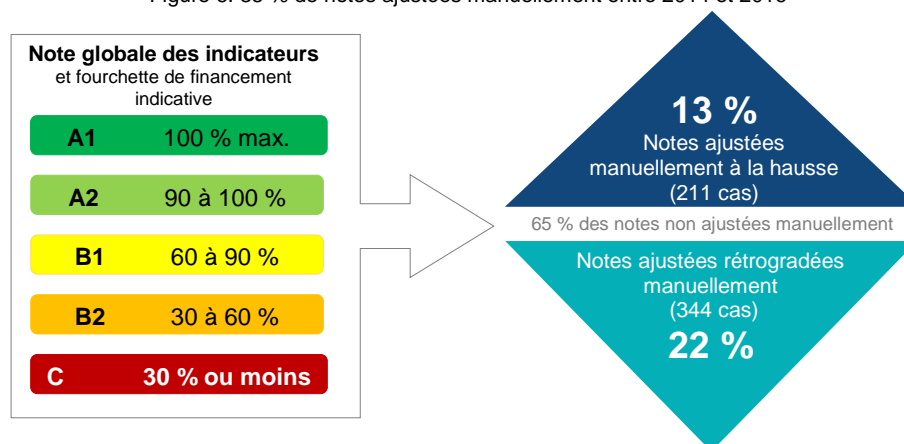 Note globale des indicateurs
et fourchette de financement
indicative
A1 100 % max.
A2 90 à 100 %
B1 60 à 90 %
B2 30 à 60 %
C 30 % ou moins
13 %
Notes ajustées
manuellement à la hausse
(211 cas)
65 % des notes non ajustées manuellement
Notes ajustées rétrogradées
manuellement
(344 cas)
22 %